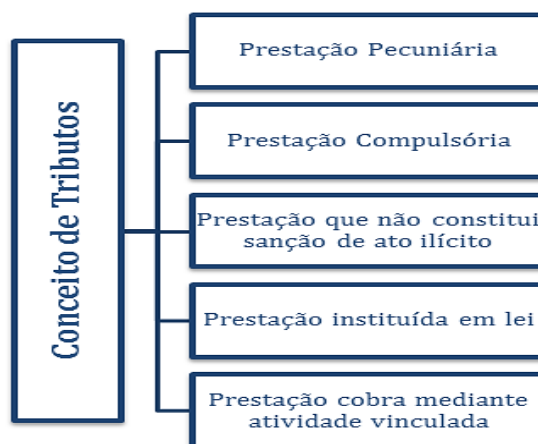 Conceito de Tributos
Prestação Pecuniária
Prestação Compulsória
Prestação que não constitui
sanção de ato ilícito
Prestação instituída em lei
Prestação cobra mediante
atividade vinculada